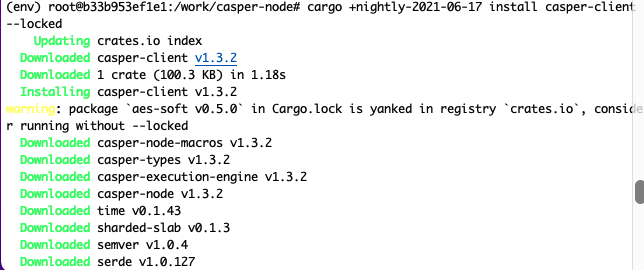 (env) root@b33b953ef1e1:/work/casper-node# cargo +nightly-2021-06-17 install casper-client
--locked
Updating crates.io index
Downloaded casper-client v1.3.2
Downloaded 1 crate (100.3 KB) in 1.18s
Installing casper-client v1.3.2
warning: package `aes-soft v0.5.0` in Cargo.lock is yanked in registry `crates.io`, conside
r running without --locked
Downloaded casper-node-macros v1.3.2
Downloaded casper-types v1.3.2
Downloaded casper-execution-engine v1.3.2
Downloaded casper-node v1.3.2
Downloaded time v0.1.43
Downloaded sharded-slab v0.1.3
Downloaded semver v1.0.4
Downloaded serde v1.0.127